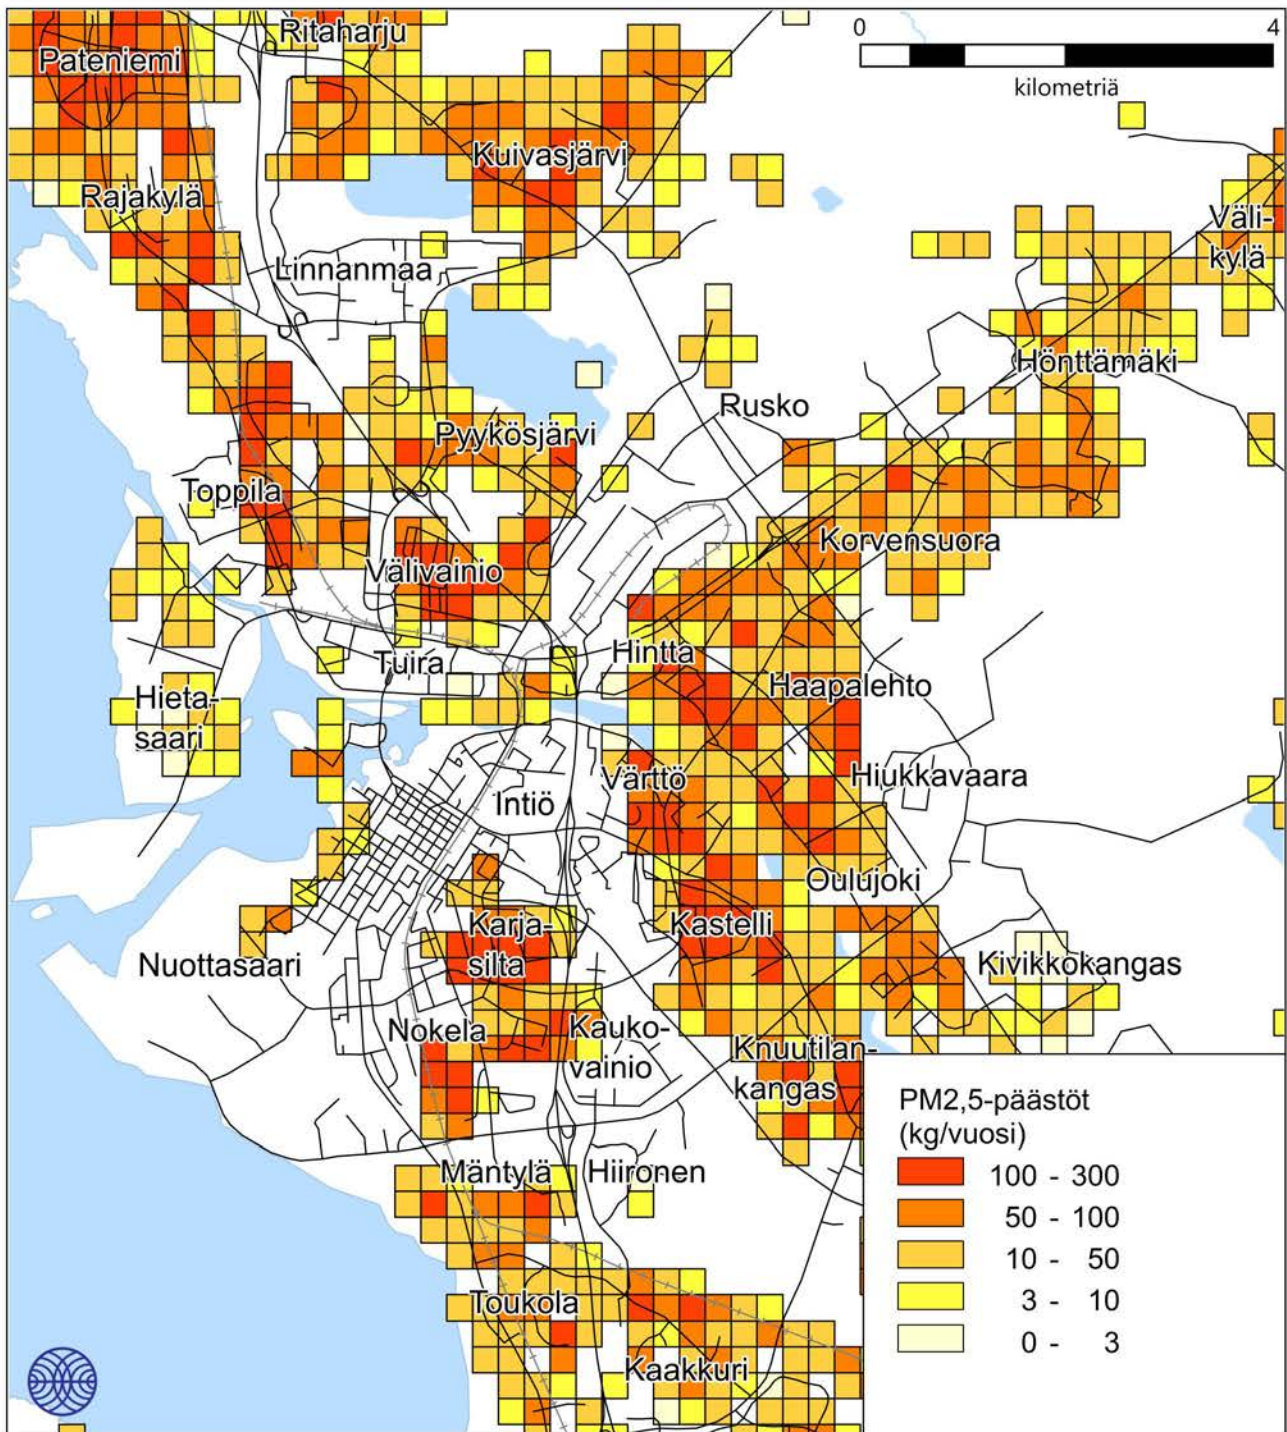 Ritaharju
0 4
Pateniemi
kilometriä
Kuivasjärvi
Rajakylä
Väli-
kylä
Linnanmaa
Hönttämäki
Rusko
Pyykösjärvi
Toppila
Korvensuora
Välivainio
Hintta
Tuira
Haapalehto
Hieta-
saari
Värttö
Hiukkavaara
Intiö
Oulujoki
Karja-
silta
Kastelli
Nuottasaari
Kivikkokangas
Nokela
Kauko-
vainio
Knuutilan-
kangas
Mäntylä
Hiironen
Toukola
Kaakkuri
PM2,5-päästöt
(kg/vuosi)
100 - 300
50 - 100
10 - 50
3 - 10
0 - 3